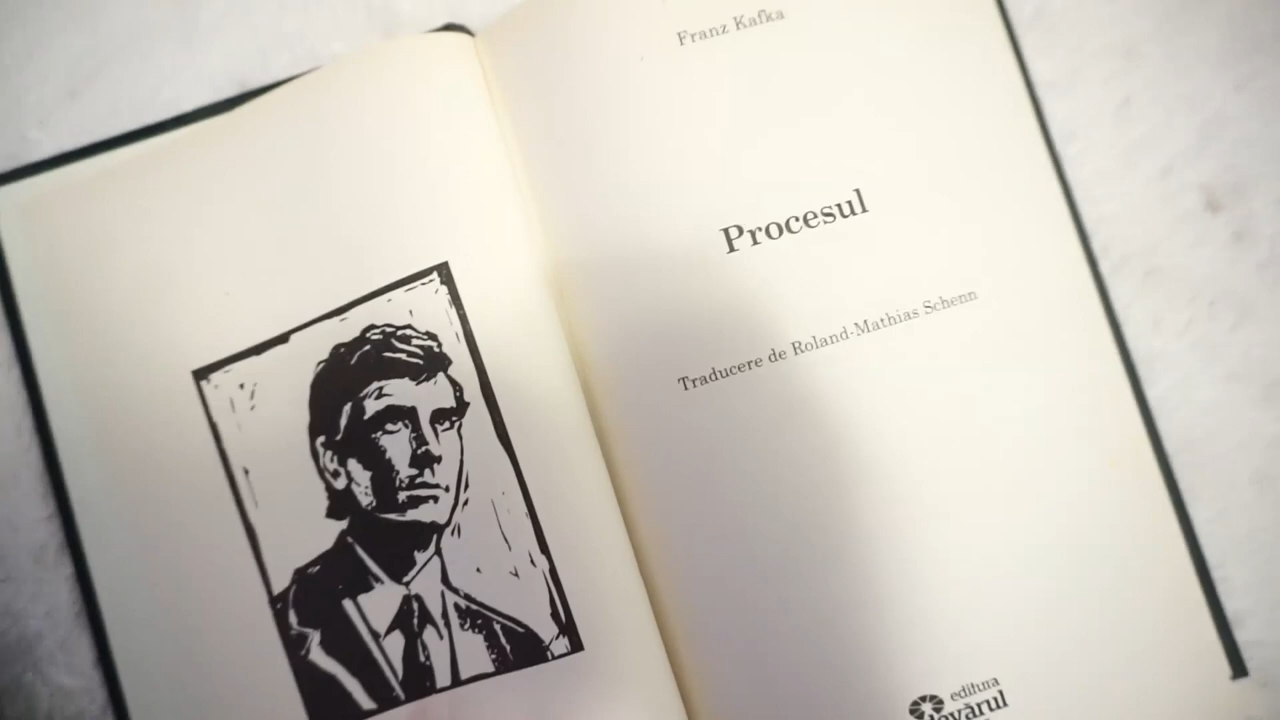 Franz Kafka
Procesul
Traducere de Roland-Mathias Schenn
editura